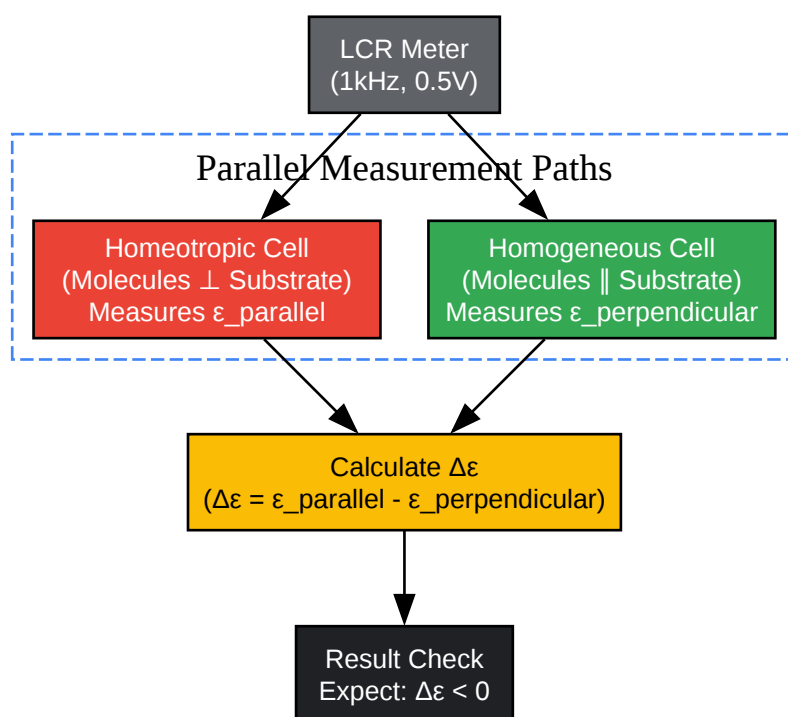 LCR Meter
(1kHz, 0.5V)
Parallel Measurement Paths
Homeotropic Cell
(Molecules ⊥ Substrate)
Measures ε_parallel
Homogeneous Cell
(Molecules ∥ Substrate)
Measures ε_perpendicular
Calculate Δε
(Δε = ε_parallel - ε_perpendicular)
Result Check
Expect: Δε < 0